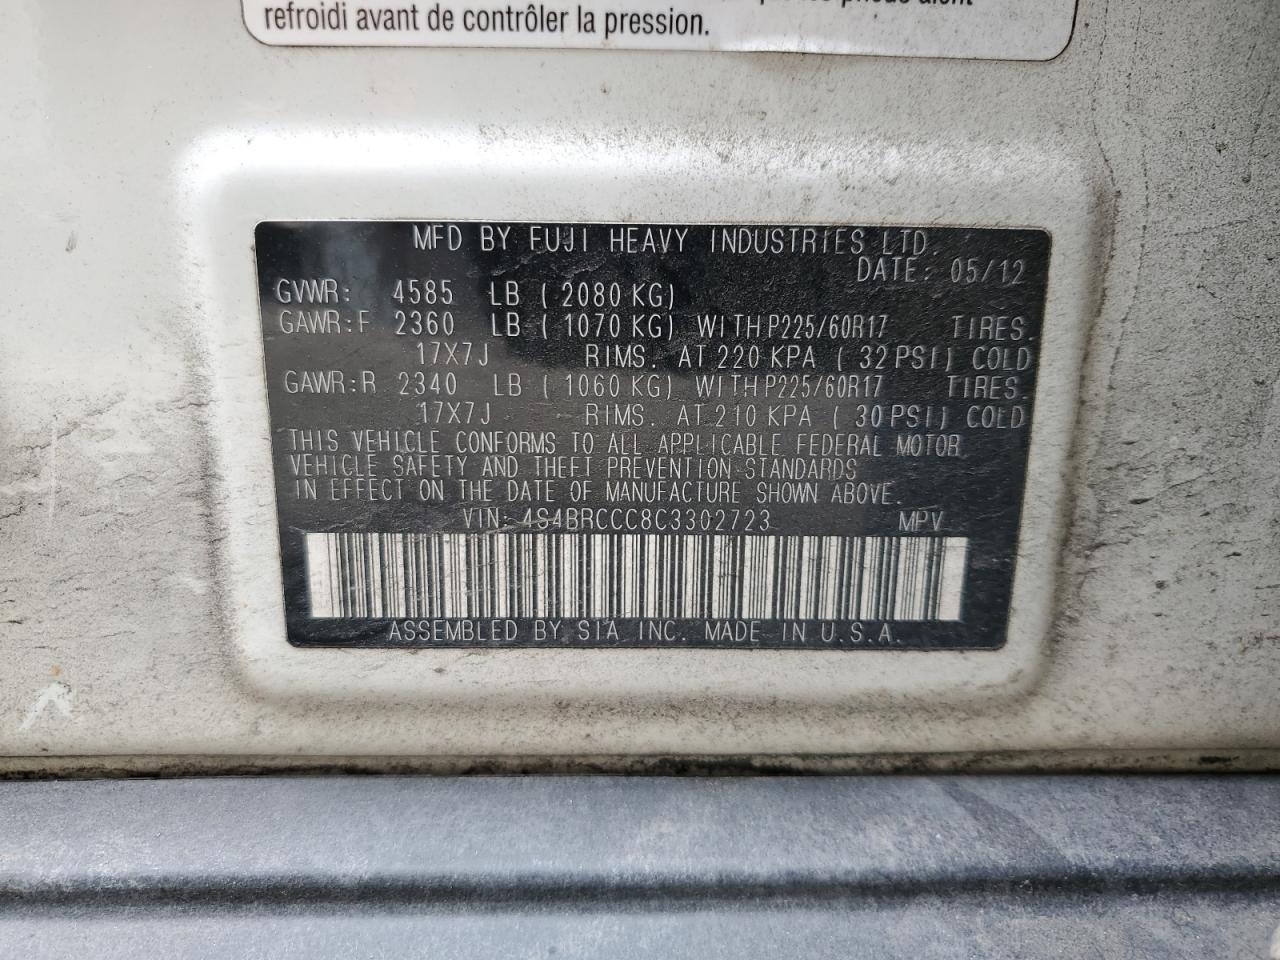 refroidi avant de contrôler la pression.
MFD BY FUJI HEAVY INDUSTRIES LTD.
DATE: 05/12
GVWR: 4585 LB (2080 KG)
GAWR:F 2360 LB (1070 KG) WITH P225/60R17 TIRES.
17X7J RIMS. AT 220 KPA (32 PSI) COLD
GAWR:R 2340 LB (1060 KG) WITH P225/60R17 TIRES.
17X7J RIMS. AT 210 KPA (30 PSI) COLD
THIS VEHICLE CONFORMS TO ALL APPLICABLE FEDERAL MOTOR
VEHICLE SAFETY AND THEFT PREVENTION STANDARDS
IN EFFECT ON THE DATE OF MANUFACTURE SHOWN ABOVE.
VIN: 4S4BRCCC8C3302723 MPV
ASSEMBLED BY SIA INC. MADE IN U.S.A.